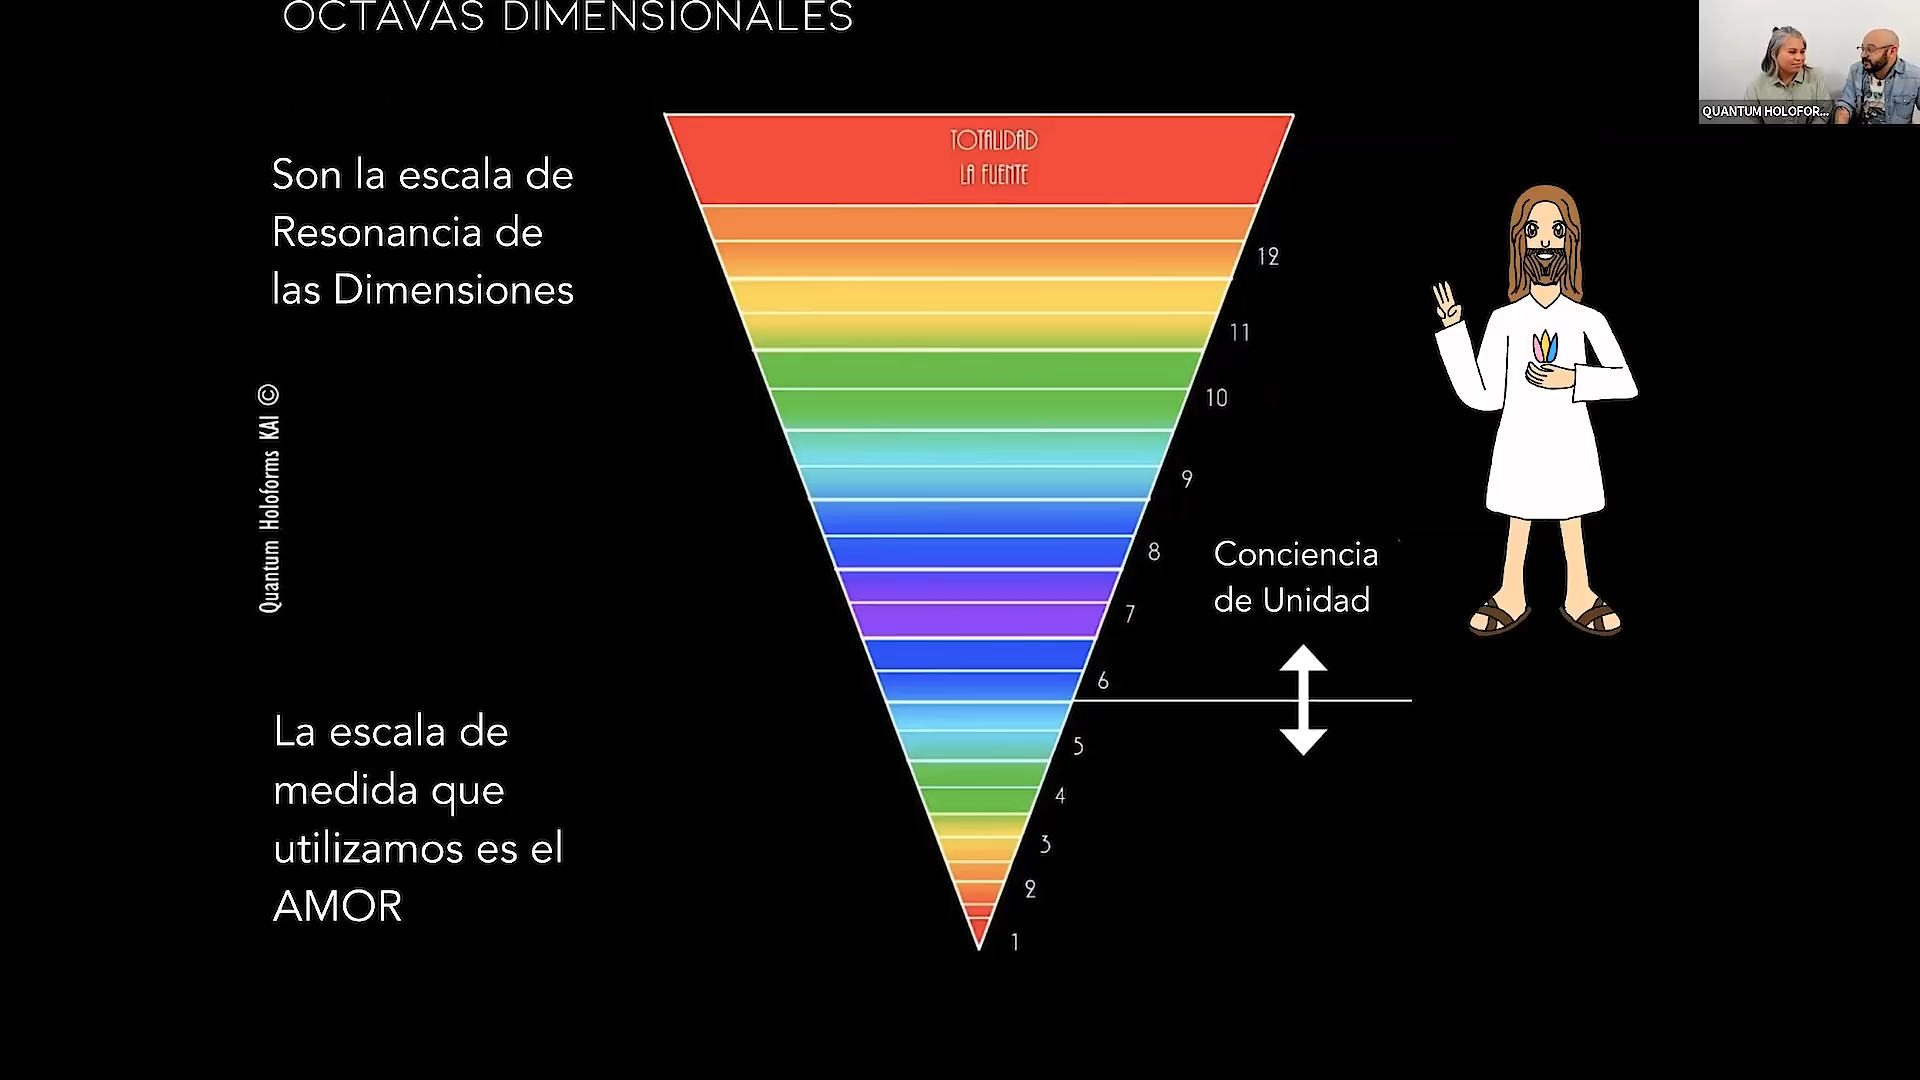 OCTAVAS DIMENSIONALES
QUANTUM HOLOFOR...
TOTALIDAD
LA FUENTE
Son la escala de
Resonancia de
las Dimensiones
12
11
10
9
8
7
6
5
4
3
2
1
Quantum Holoforms KAI ©
Conciencia
de Unidad
La escala de
medida que
utilizamos es el
AMOR